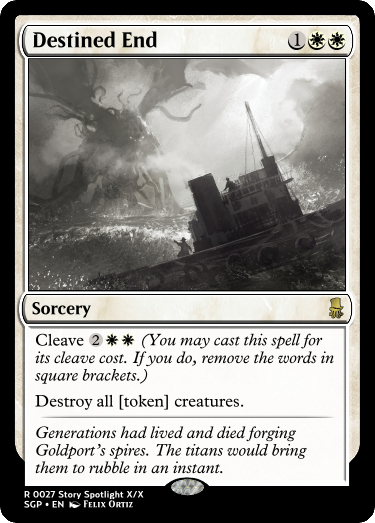 Destined End 1
Sorcery
Cleave 2 (You may cast this spell for
its cleave cost. If you do, remove the words in
square brackets.)
Destroy all [token] creatures.
Generations had lived and died forging
Goldport's spires. The titans would bring
them to rubble in an instant.
R 0027 Story Spotlight X/X
SGP • EN Felix Ortiz